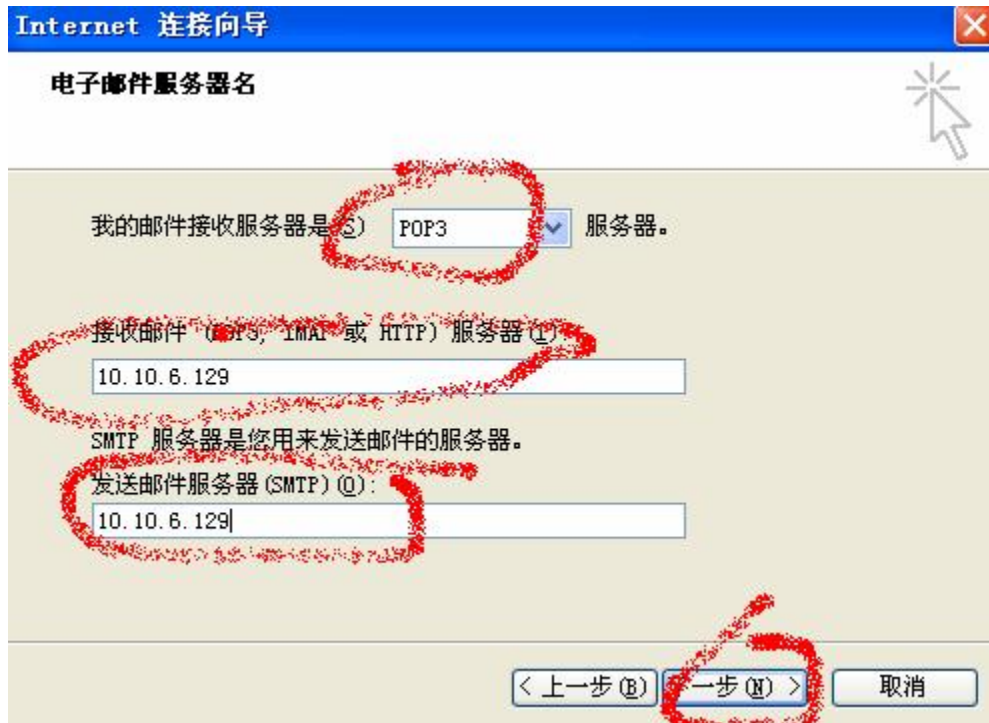 Internet 连接向导
电子邮件服务器名
我的邮件接收服务器是(S) POP3 服务器。
接收邮件 (POP3, IMAP 或 HTTP) 服务器(I)
10.10.6.129
SMTP 服务器是您用来发送邮件的服务器。
发送邮件服务器(SMTP)(O):
10.10.6.129
< 上一步(B) 一步(N) > 取消